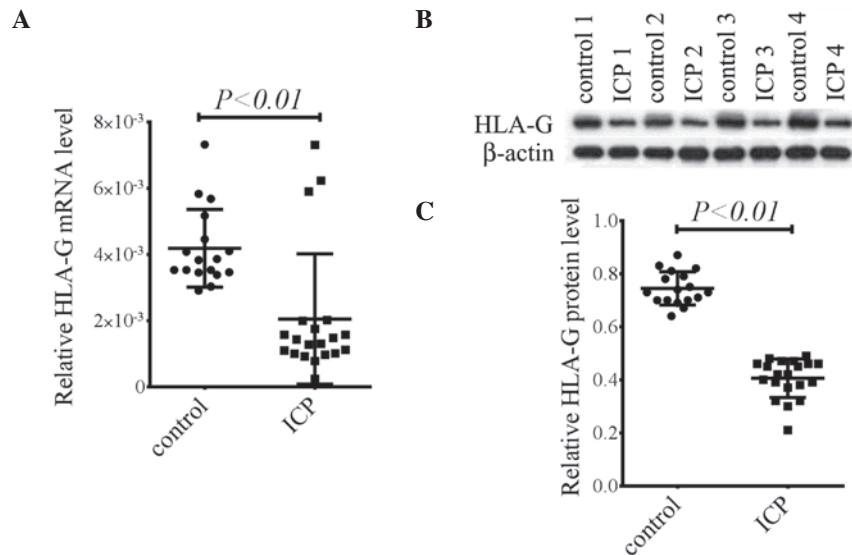 A
P<0.01
Relative HLA-G mRNA level
8×10⁻³
6×10⁻³
4×10⁻³
2×10⁻³
0
control
ICP
B
control 1
ICP 1
control 2
ICP 2
control 3
ICP 3
control 4
ICP 4
HLA-G
β-actin
C
P<0.01
Relative HLA-G protein level
1.0
0.8
0.6
0.4
0.2
0.0
control
ICP